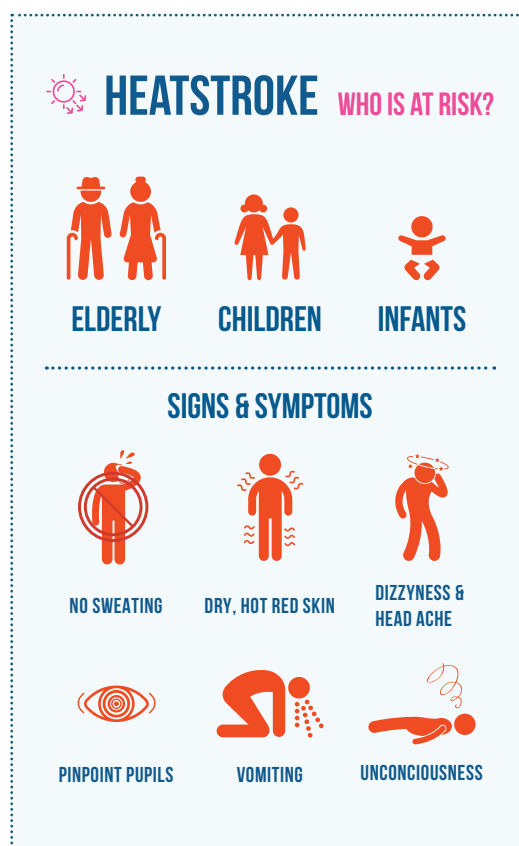 HEATSTROKE WHO IS AT RISK?
ELDERLY CHILDREN INFANTS
SIGNS & SYMPTOMS
NO SWEATING
DRY, HOT RED SKIN
DIZZYNESS &
HEAD ACHE
PINPOINT PUPILS
VOMITING
UNCONCIOUSNESS